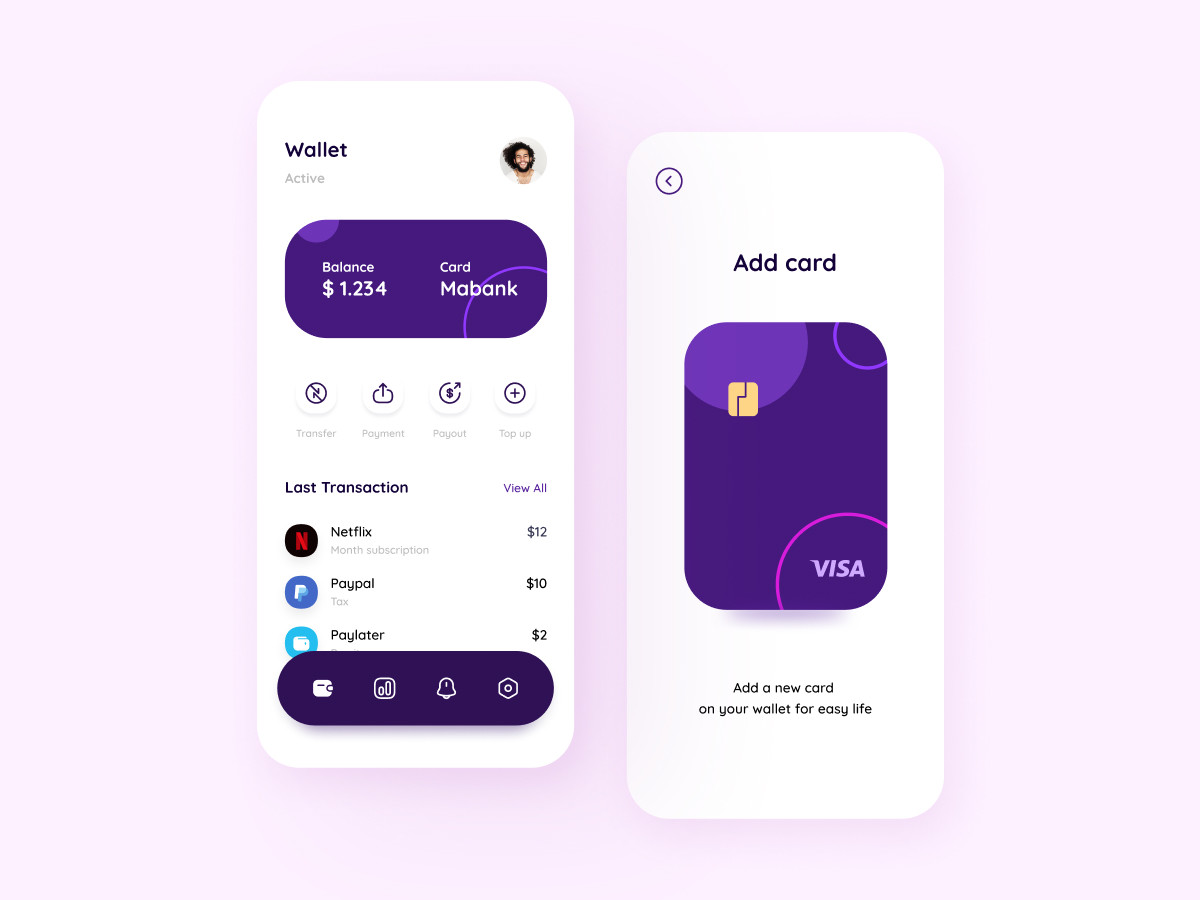 Wallet
Active
Balance
$ 1.234
Card
Mabank
Transfer
Payment
Payout
Top up
Last Transaction
View All
Netflix
$12
Month subscription
Paypal
$10
Tax
Paylater
$2
Add card
VISA
Add a new card
on your wallet for easy life